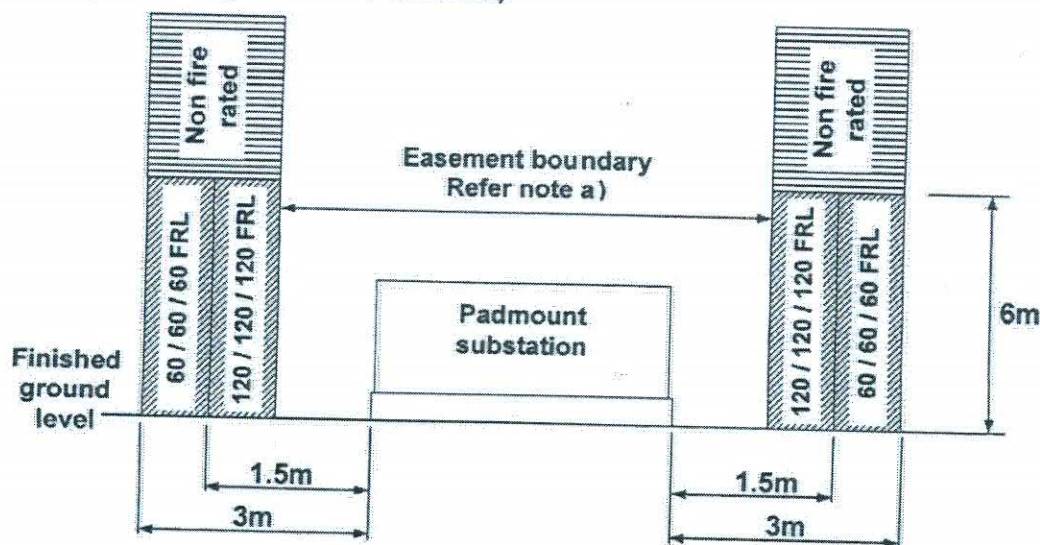 Non fire
rated
Non fire
rated
Easement boundary
Refer note a)
60 / 60 / 60 FRL
120 / 120 / 120 FRL
120 / 120 / 120 FRL
60 / 60 / 60 FRL
6m
Padmount
substation
Finished
ground
level
1.5m
1.5m
3m
3m